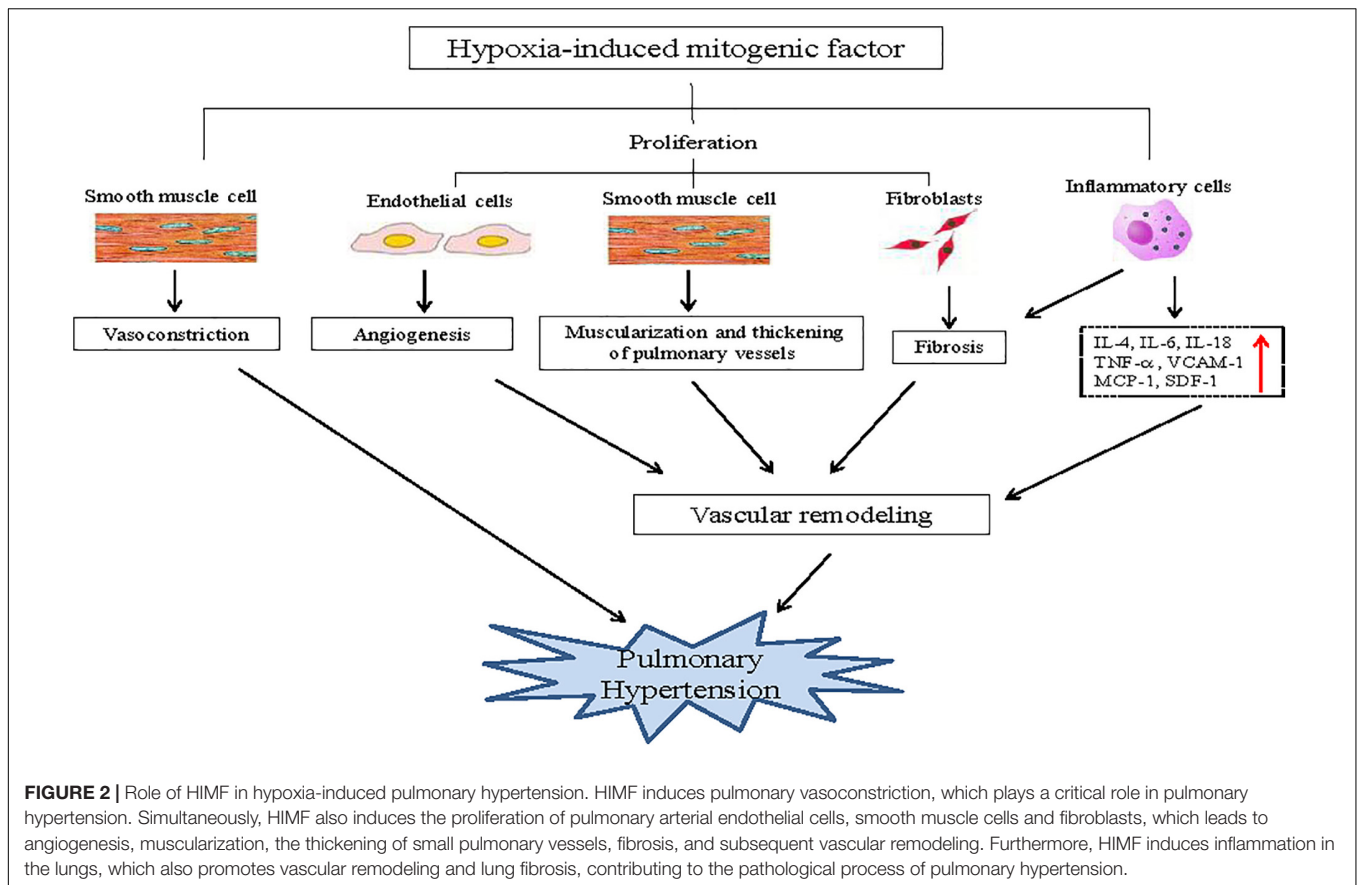 Hypoxia-induced mitogenic factor
Proliferation
Smooth muscle cell
Endothelial cells
Smooth muscle cell
Fibroblasts
Inflammatory cells
Vasoconstriction
Angiogenesis
Muscularization and thickening
of pulmonary vessels
Fibrosis
IL-4, IL-6, IL-18
TNF-α, VCAM-1
MCP-1, SDF-1
Vascular remodeling
Pulmonary
Hypertension
FIGURE 2 | Role of HIMF in hypoxia-induced pulmonary hypertension. HIMF induces pulmonary vasoconstriction, which plays a critical role in pulmonary
hypertension. Simultaneously, HIMF also induces the proliferation of pulmonary arterial endothelial cells, smooth muscle cells and fibroblasts, which leads to
angiogenesis, muscularization, the thickening of small pulmonary vessels, fibrosis, and subsequent vascular remodeling. Furthermore, HIMF induces inflammation in
the lungs, which also promotes vascular remodeling and lung fibrosis, contributing to the pathological process of pulmonary hypertension.